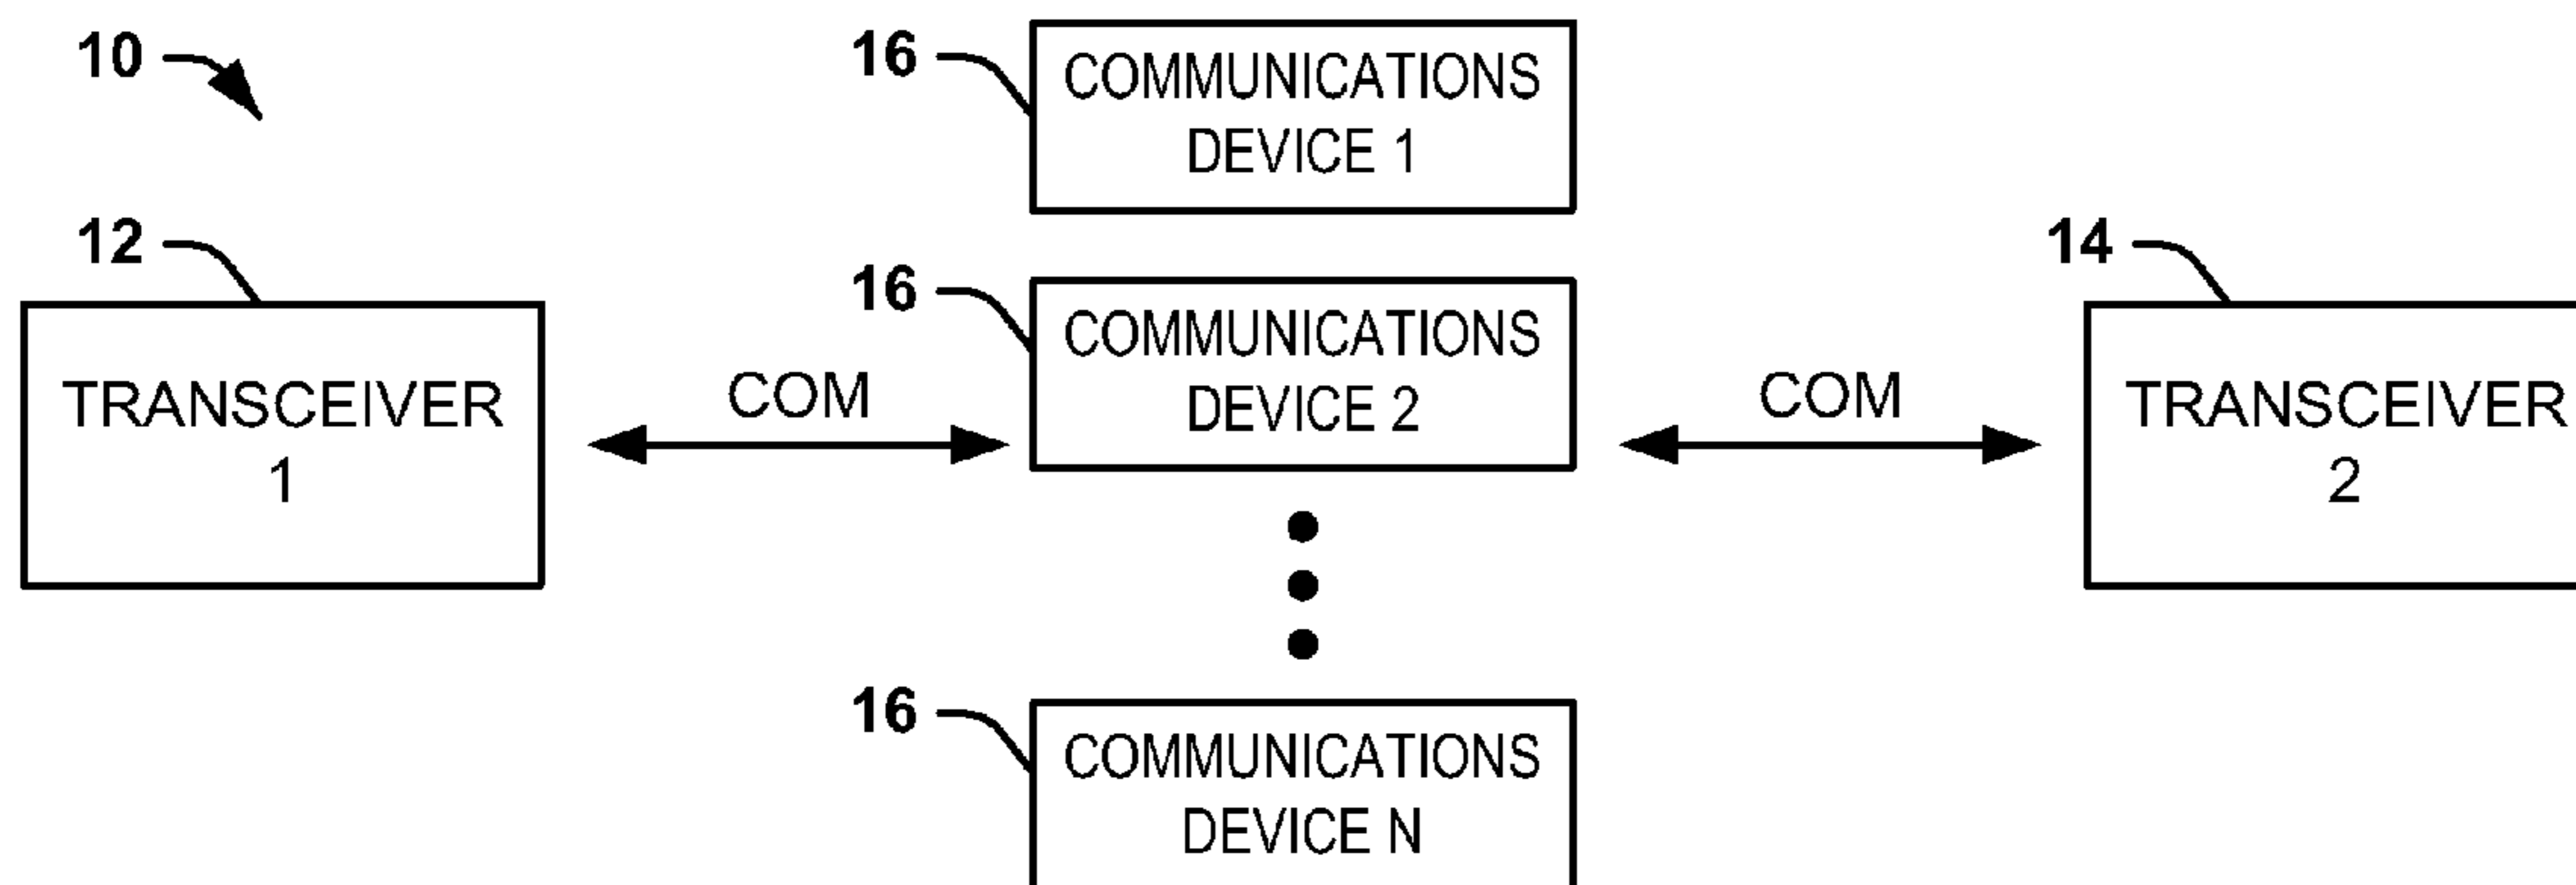 10
16
COMMUNICATIONS
DEVICE 1
12
TRANSCEIVER
1
COM
16
COMMUNICATIONS
DEVICE 2
COM
14
TRANSCEIVER
2
16
COMMUNICATIONS
DEVICE N